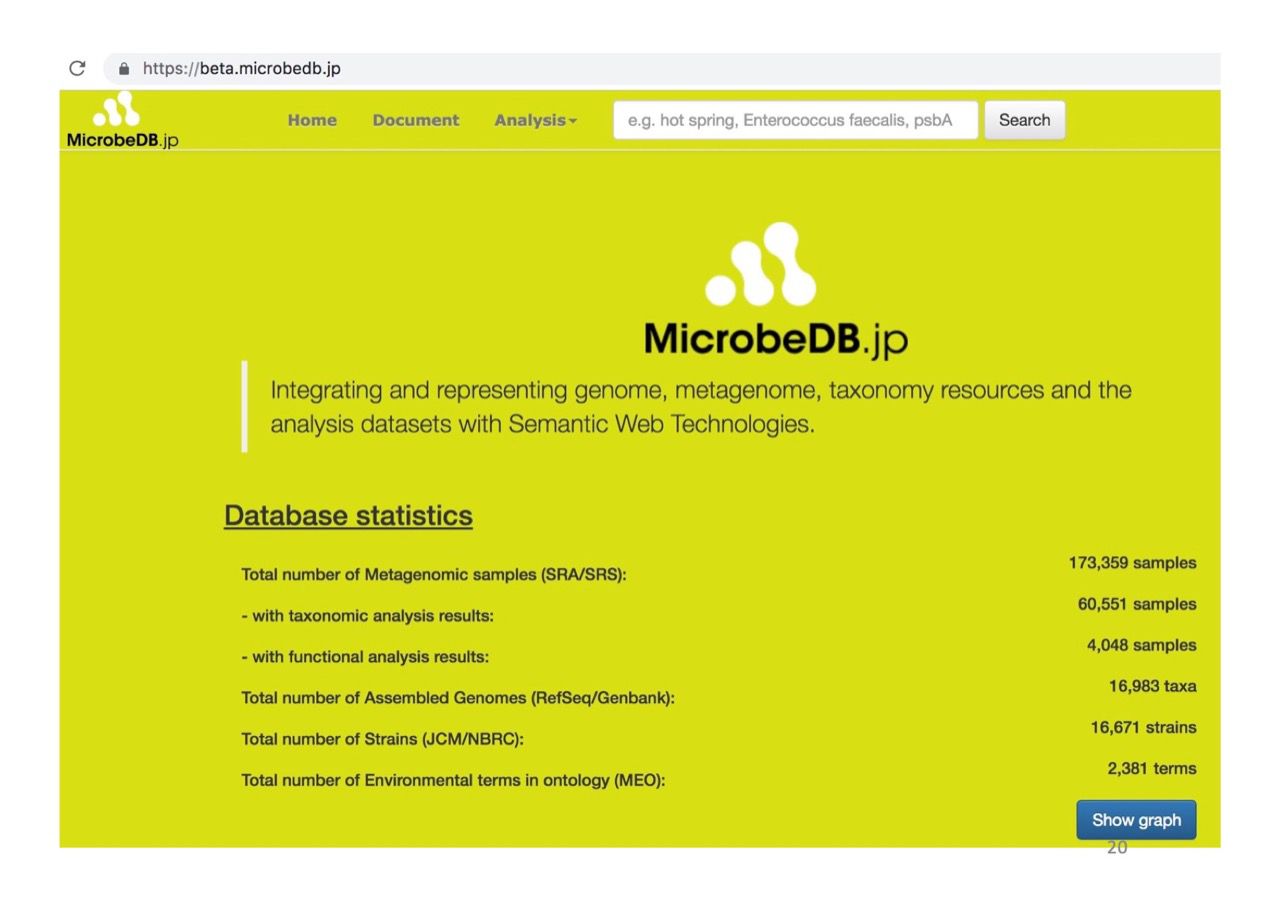 https://beta.microbedb.jp
MicrobeDB.jp
Home Document Analysis e.g. hot spring, Enterococcus faecalis, psbA Search
MicrobeDB.jp
Integrating and representing genome, metagenome, taxonomy resources and the
analysis datasets with Semantic Web Technologies.
Database statistics
Total number of Metagenomic samples (SRA/SRS): 173,359 samples
- with taxonomic analysis results: 60,551 samples
- with functional analysis results: 4,048 samples
Total number of Assembled Genomes (RefSeq/Genbank): 16,983 taxa
Total number of Strains (JCM/NBRC): 16,671 strains
Total number of Environmental terms in ontology (MEO): 2,381 terms
Show graph
20